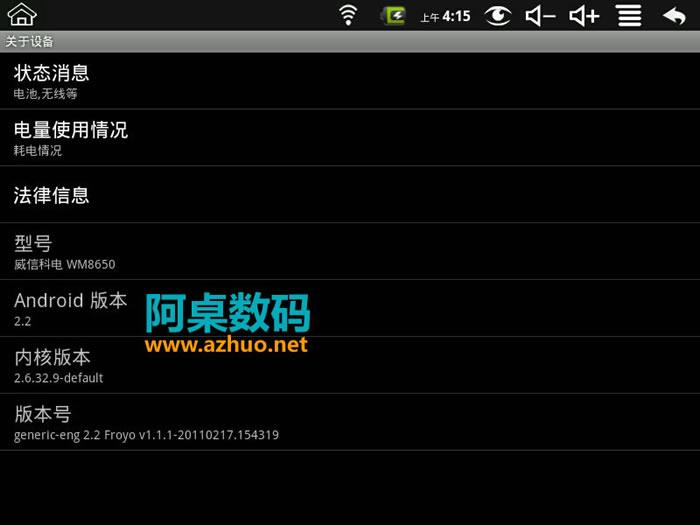 上午 4:15
关于设备
状态消息
电池,无线等
电量使用情况
耗电情况
法律信息
型号
威信科电 WM8650
Android 版本
2.2
阿桌数码
www.azhuo.net
内核版本
2.6.32.9-default
版本号
generic-eng 2.2 Froyo v1.1.1-20110217.154319